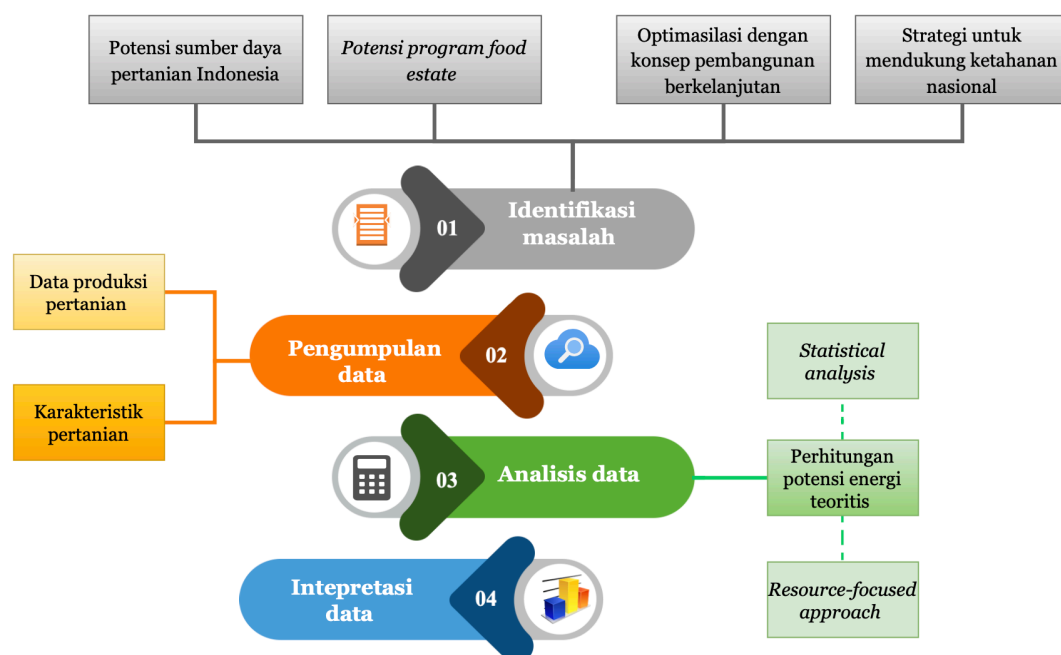 Potensi sumber daya
pertanian Indonesia
Potensi program food
estate
Optimasilasi dengan
konsep pembangunan
berkelanjutan
Strategi untuk
mendukung ketahanan
nasional
01
Identifikasi
masalah
Data produksi
pertanian
Karakteristik
pertanian
Pengumpulan
data
02
03
Analisis data
Statistical
analysis
Perhitungan
potensi energi
teoritis
Resource-focused
approach
Intepretasi
data
04